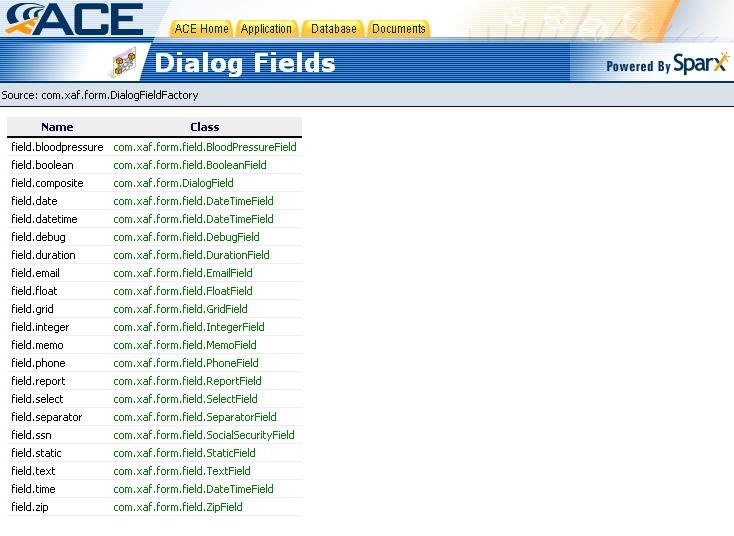 ACE
ACE Home Application Database Documents
Dialog Fields
Powered By Sparx
Source: com.xaf.form.DialogFieldFactory
Name Class
field.bloodpressure com.xaf.form.field.BloodPressureField
field.boolean com.xaf.form.field.BooleanField
field.composite com.xaf.form.DialogField
field.date com.xaf.form.field.DateTimeField
field.datetime com.xaf.form.field.DateTimeField
field.debug com.xaf.form.field.DebugField
field.duration com.xaf.form.field.DurationField
field.email com.xaf.form.field.EmailField
field.float com.xaf.form.field.FloatField
field.grid com.xaf.form.field.GridField
field.integer com.xaf.form.field.IntegerField
field.memo com.xaf.form.field.MemoField
field.phone com.xaf.form.field.PhoneField
field.report com.xaf.form.field.ReportField
field.select com.xaf.form.field.SelectField
field.separator com.xaf.form.field.SeparatorField
field.ssn com.xaf.form.field.SocialSecurityField
field.static com.xaf.form.field.StaticField
field.text com.xaf.form.field.TextField
field.time com.xaf.form.field.DateTimeField
field.zip com.xaf.form.field.ZipField